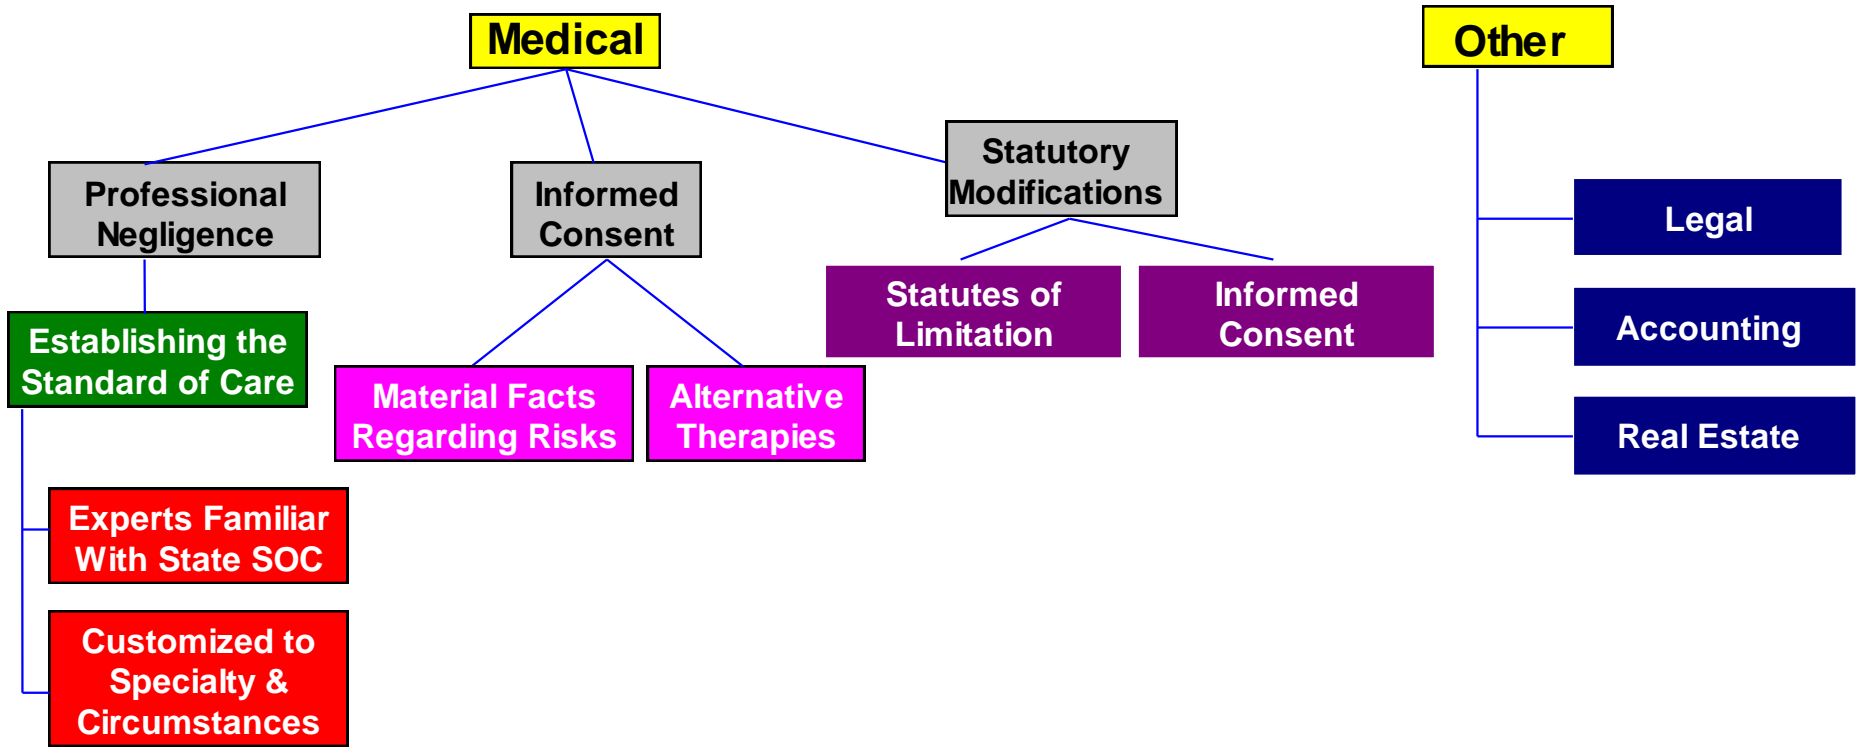 Medical
Other
Statutory
Modifications
Professional
Negligence
Informed
Consent
Legal
Statutes of
Limitation
Informed
Consent
Accounting
Establishing the
Standard of Care
Material Facts
Regarding Risks
Alternative
Therapies
Real Estate
Experts Familiar
With State SOC
Customized to
Specialty &
Circumstances